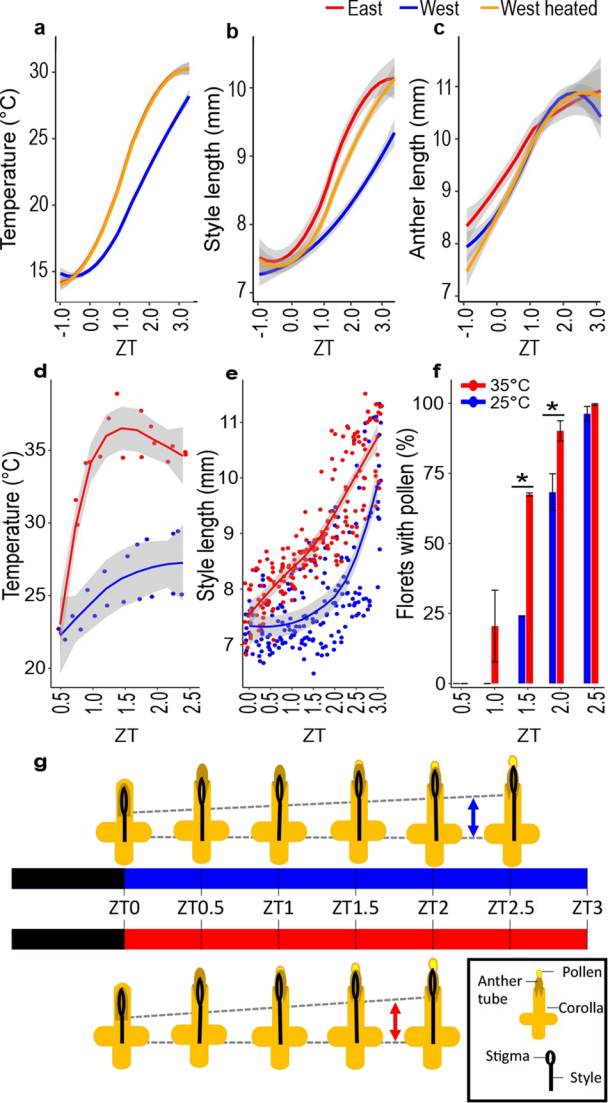 East West West heated
a b c
Temperature (°C)
30
25
20
15
-1.0 0.0 1.0 2.0 3.0
ZT
Style length (mm)
10
9
8
7
-1.0 0.0 1.0 2.0 3.0
ZT
Anther length (mm)
11
10
9
8
7
-1.0 0.0 1.0 2.0 3.0
ZT
d e f
Temperature (°C)
35
30
25
20
0.5 1.0 1.5 2.0 2.5
ZT
Style length (mm)
11
10
9
8
7
0.0 0.5 1.0 1.5 2.0 2.5 3.0
ZT
35°C
25°C
Florets with pollen (%)
100
75
50
25
0
* *
0.5 1.0 1.5 2.0 2.5
ZT
g
ZT0 ZT0.5 ZT1 ZT1.5 ZT2 ZT2.5 ZT3
Pollen
Anther
tube
Corolla
Stigma
Style